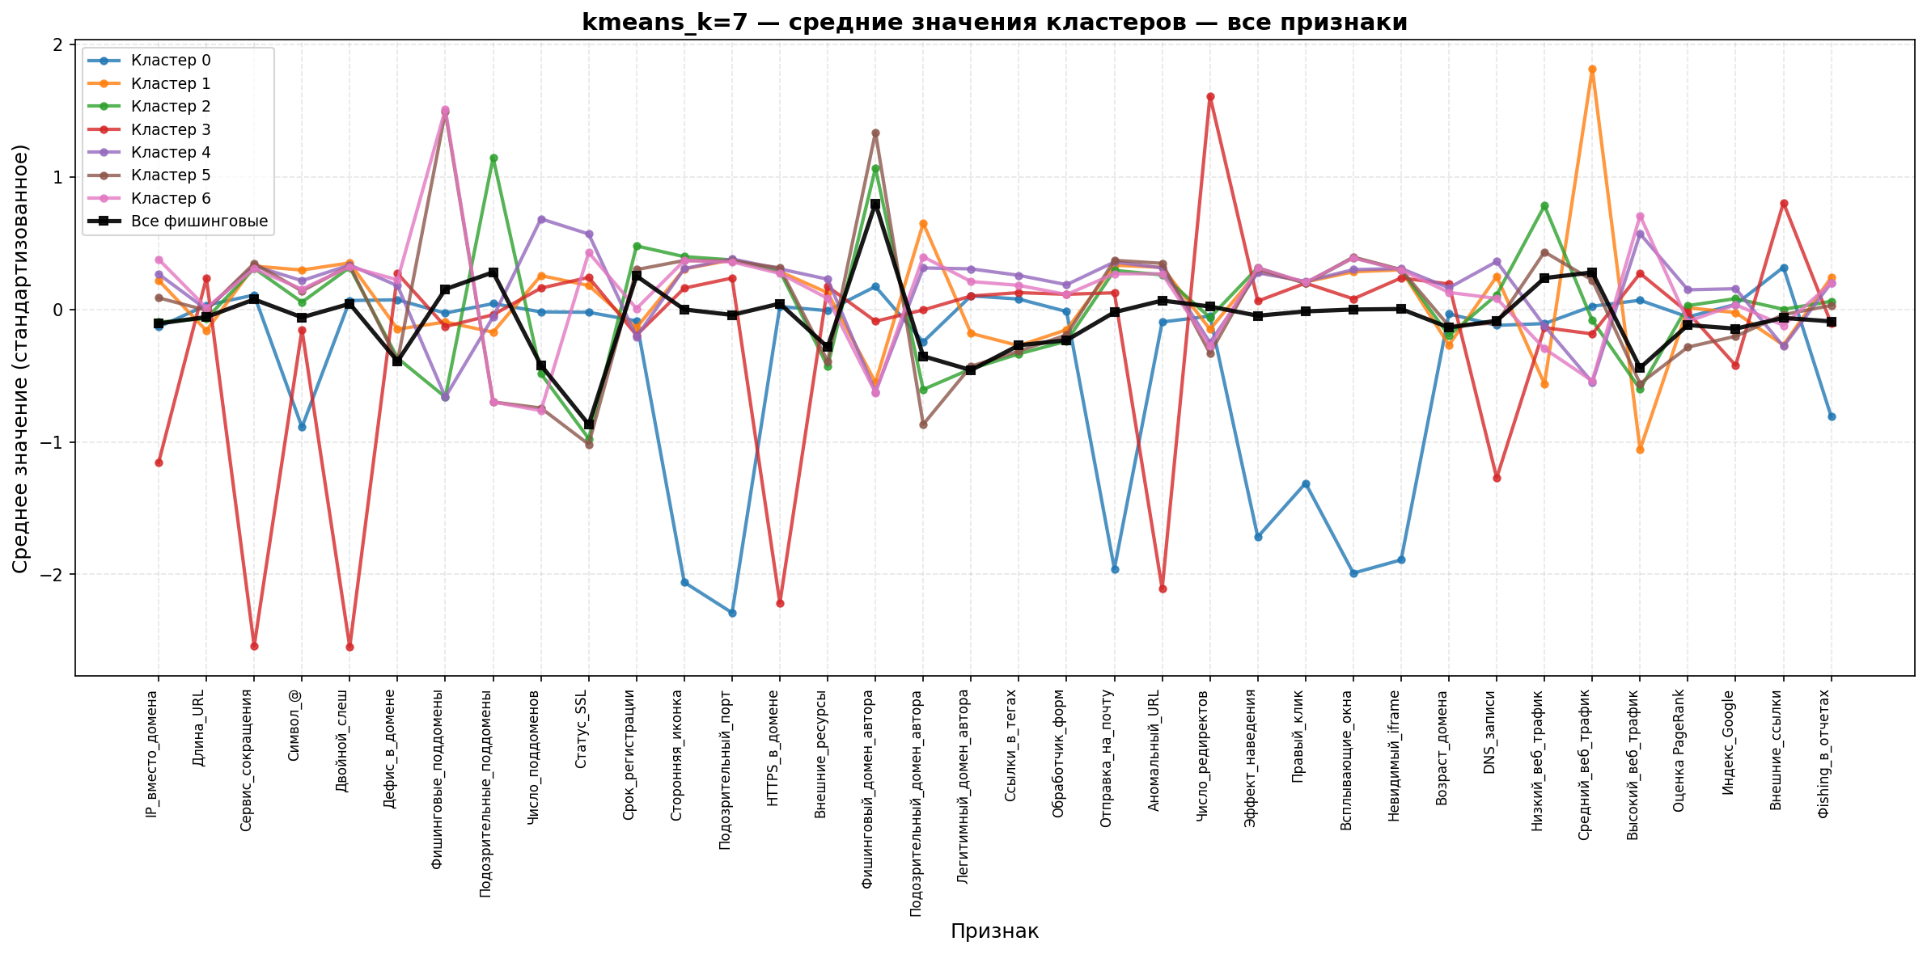 kmeans_k=7 — средние значения кластеров — все признаки
Среднее значение (стандартизованное)
2
1
0
−1
−2
Кластер 0
Кластер 1
Кластер 2
Кластер 3
Кластер 4
Кластер 5
Кластер 6
Все фишинговые
IP_вместо_домена
Длина_URL
Сервис_сокращения
Символ_@
Двойной_слеш
Дефис_в_домене
Фишинговые_поддомены
Подозрительные_поддомены
Число_поддоменов
Статус_SSL
Срок_регистрации
Сторонняя_иконка
Подозрительный_порт
HTTPS_в_домене
Внешние_ресурсы
Фишинговый_домен_автора
Подозрительный_домен_автора
Легитимный_домен_автора
Ссылки_в_тегах
Обработчик_форм
Отправка_на_почту
Аномальный_URL
Число_редиректов
Эффект_наведения
Правый_клик
Всплывающие_окна
Невидимый_iframe
Возраст_домена
DNS_записи
Низкий_веб_трафик
Средний_веб_трафик
Высокий_веб_трафик
Оценка PageRank
Индекс_Google
Внешние_ссылки
Фishing_в_отчетах
Признак